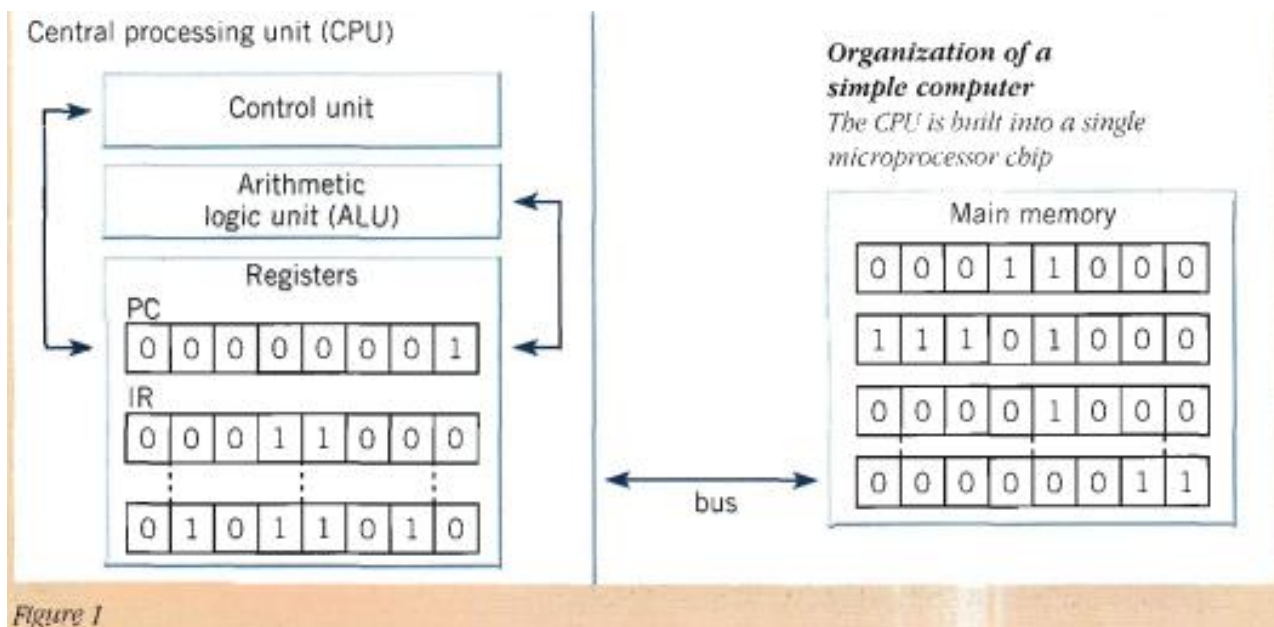 Central processing unit (CPU)
Control unit
Arithmetic
logic unit (ALU)
Registers
PC
0 0 0 0 0 0 0 1
IR
0 0 0 1 1 0 0 0
0 1 0 1 1 0 1 0
bus
Organization of a
simple computer
The CPU is built into a single
microprocessor chip
Main memory
0 0 0 1 1 0 0 0
1 1 1 0 1 0 0 0
0 0 0 0 1 0 0 0
0 0 0 0 0 0 1 1
Figure 1